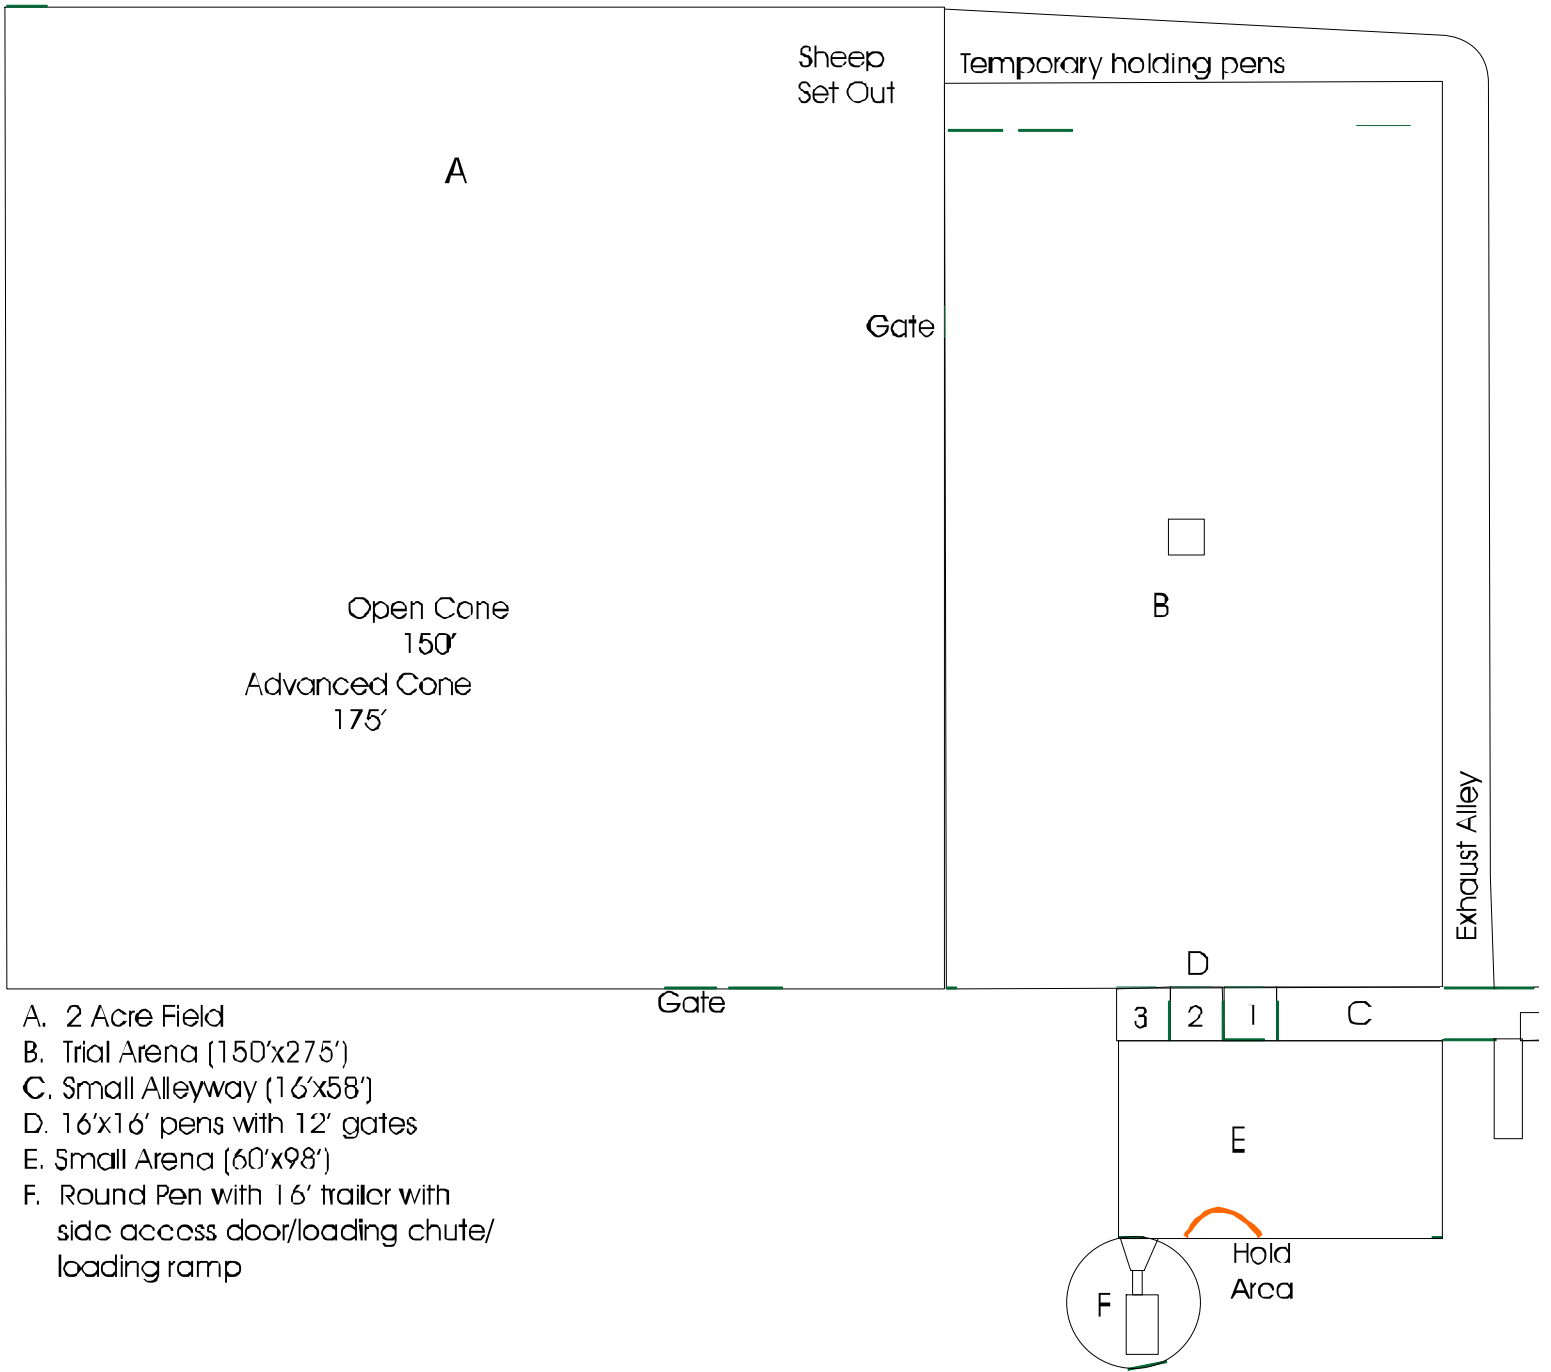 Sheep
Set Out
Temporary holding pens
A
Gate
Open Cone
150'
Advanced Cone
175'
B
Exhaust Alley
D
Gate
3 2 1 C
A. 2 Acre Field
B. Trial Arena (150'x275')
C. Small Alleyway (16'x58')
D. 16'x16' pens with 12' gates
E. Small Arena (60'x98')
F. Round Pen with 16' trailer with
side access door/loading chute/
loading ramp
E
Hold
Area
F